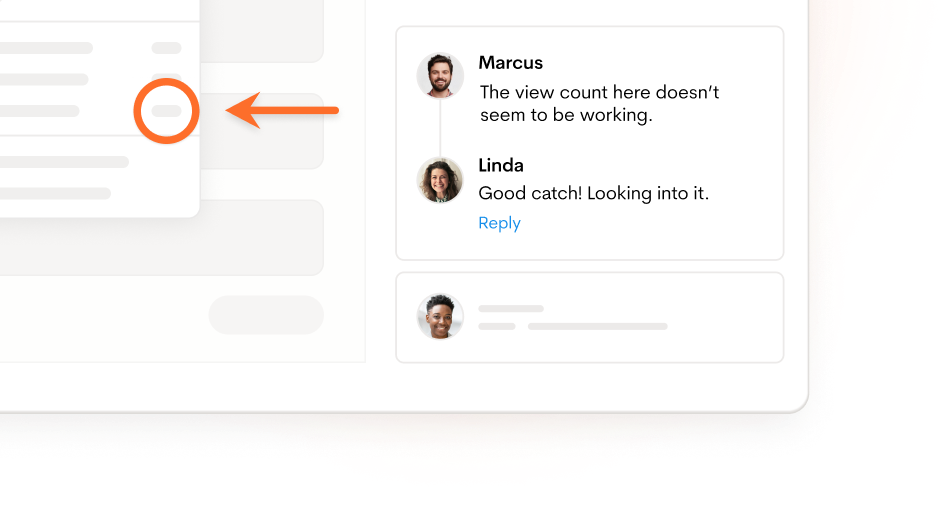 Marcus
The view count here doesn’t
seem to be working.
Linda
Good catch! Looking into it.
Reply